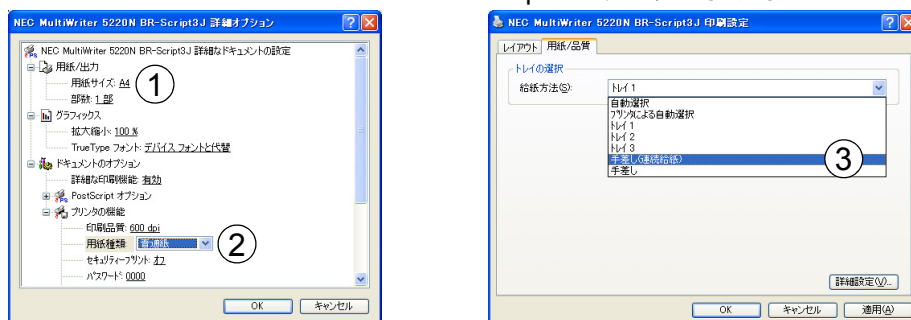 NEC MultiWriter 5220N BR-Script3J 詳細オプション
NEC MultiWriter 5220N BR-Script3J 詳細なドキュメントの設定
用紙/出力
用紙サイズ: A4
①
部数: 1 部
グラフィックス
拡大縮小: 100 %
TrueType フォント: デバイス フォントと代替
ドキュメントのオプション
詳細な印刷機能: 有効
PostScript オプション
プリンタの機能
印刷品質: 600 dpi
用紙種類: 普通紙
②
セキュリティープリント: オフ
パスワード: 0000
OK キャンセル
NEC MultiWriter 5220N BR-Script3J 印刷設定
レイアウト 用紙/品質
トレイの選択
給紙方法(S): トレイ 1
自動選択
プリンタによる自動選択
トレイ 1
トレイ 2
トレイ 3
手差し(連続給紙)
③
手差し
詳細設定(V)...
OK キャンセル 適用(A)